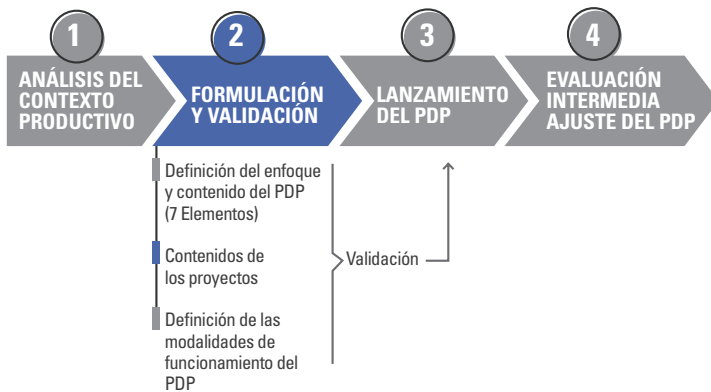 1
ANÁLISIS DEL
CONTEXTO
PRODUCTIVO
2
FORMULACIÓN
Y VALIDACIÓN
3
LANZAMIENTO
DEL PDP
4
EVALUACIÓN
INTERMEDIA
AJUSTE DEL PDP
Definición del enfoque
y contenido del PDP
(7 Elementos)
Contenidos de
los proyectos
Definición de las
modalidades de
funcionamiento del
PDP
Validación